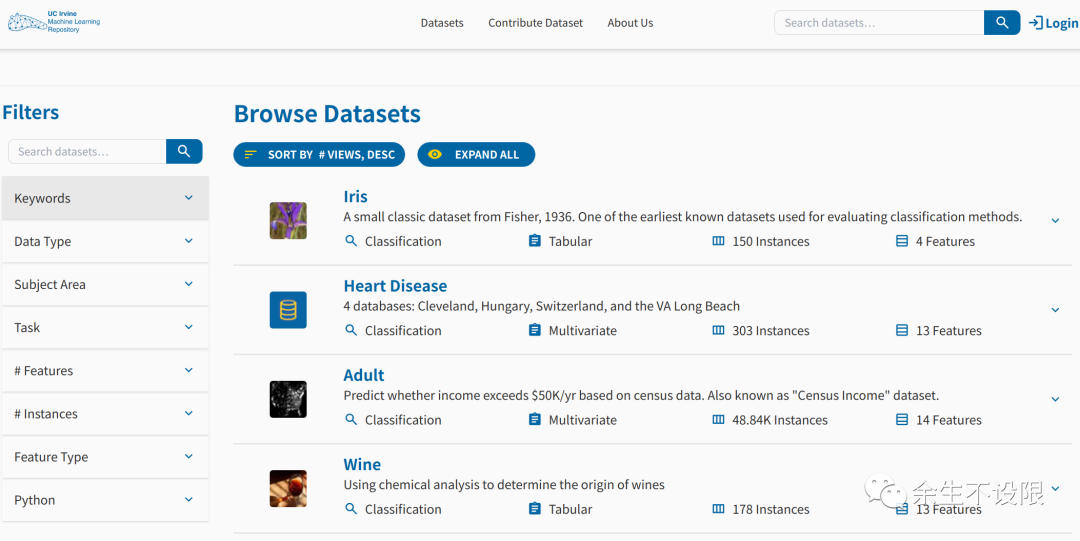 UC Irvine
Machine Learning
Repository
Datasets Contribute Dataset About Us
Search datasets…
Login
Filters
Search datasets…
Keywords
Data Type
Subject Area
Task
# Features
# Instances
Feature Type
Python
Browse Datasets
SORT BY # VIEWS, DESC EXPAND ALL
Iris
A small classic dataset from Fisher, 1936. One of the earliest known datasets used for evaluating classification methods.
Classification Tabular 150 Instances 4 Features
Heart Disease
4 databases: Cleveland, Hungary, Switzerland, and the VA Long Beach
Classification Multivariate 303 Instances 13 Features
Adult
Predict whether income exceeds $50K/yr based on census data. Also known as "Census Income" dataset.
Classification Multivariate 48.84K Instances 14 Features
Wine
Using chemical analysis to determine the origin of wines
Classification Tabular 178 Instances 13 Features
余生不设限